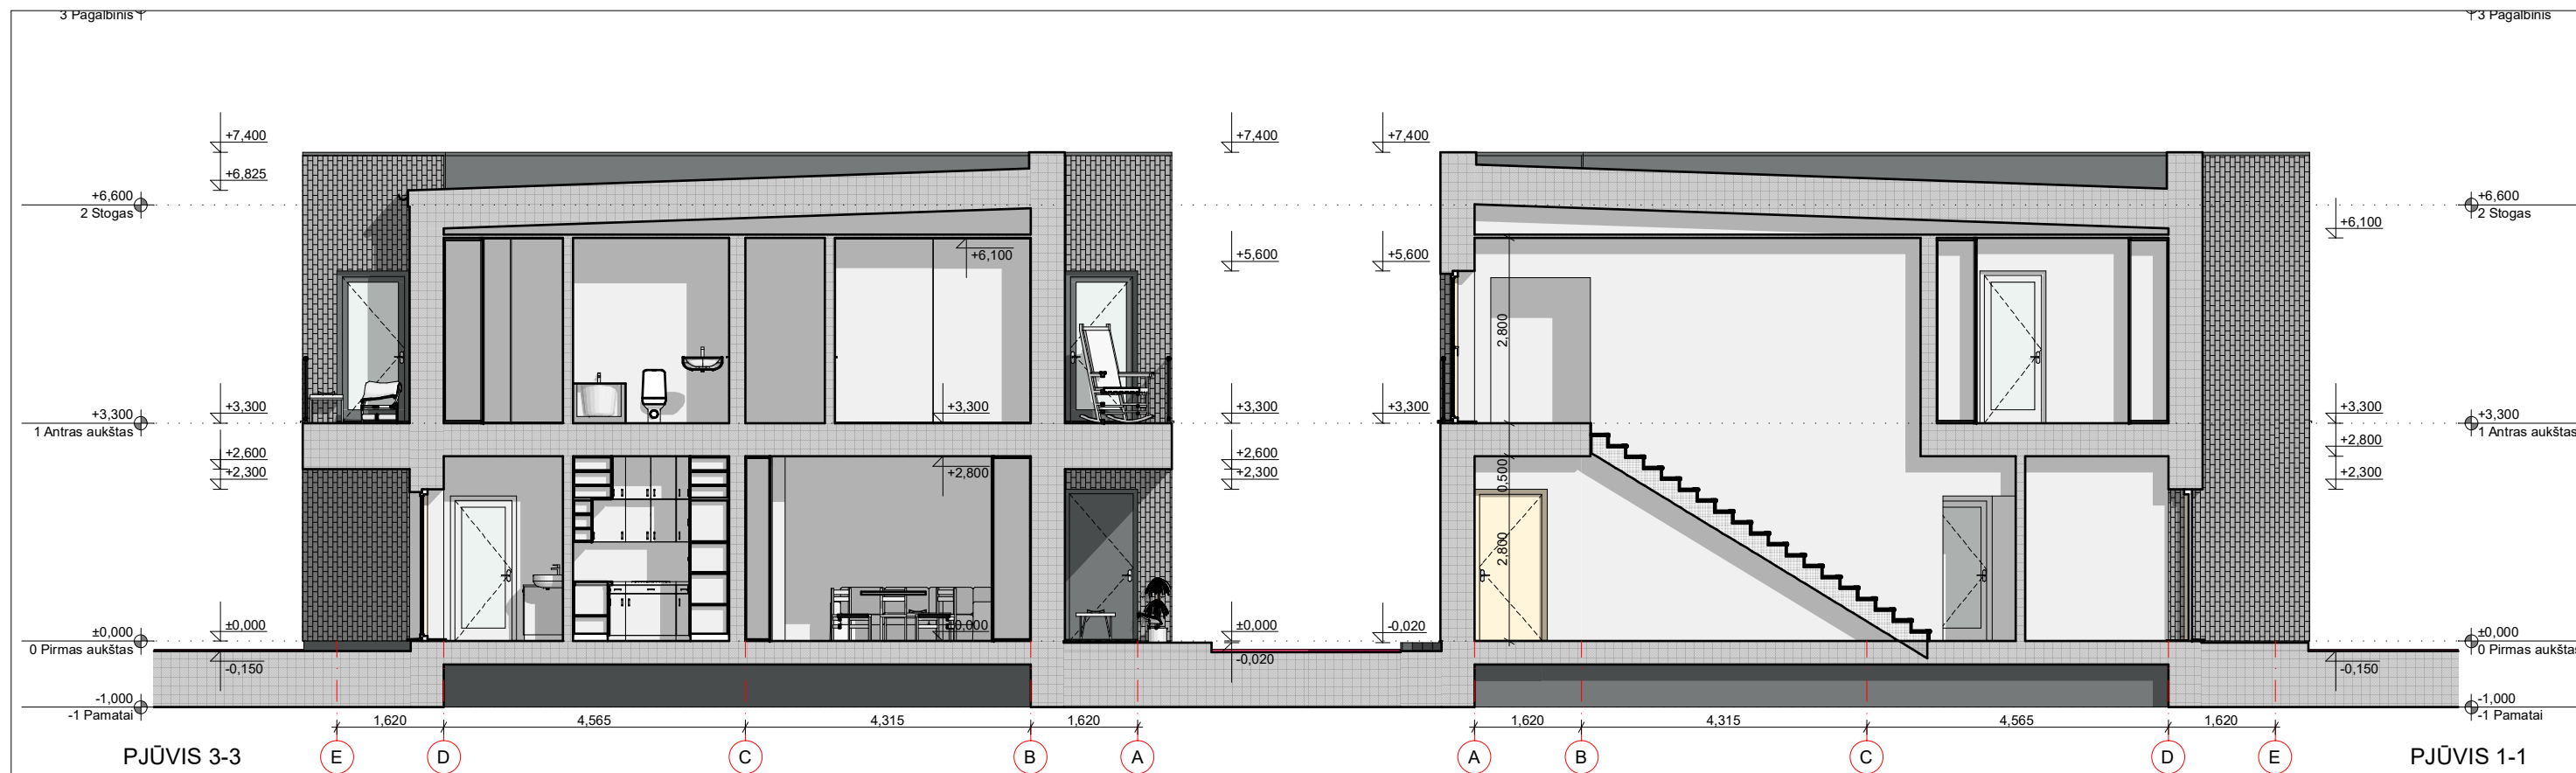 3 Pagalbinis
3 Pagalbinis
+7,400
+6,825
+6,600
2 Stogas
+3,300
+3,300
1 Antras aukštas
+2,600
+2,300
±0,000
±0,000
0 Pirmas aukštas
-0,150
-1,000
-1 Pamatai
+6,100
+3,300
+2,800
±0,000
+7,400
+5,600
+3,300
+2,600
+2,300
±0,000
-0,020
1,620
4,565
4,315
1,620
E
D
C
B
A
PJŪVIS 3-3
+7,400
+5,600
+3,300
-0,020
2,800
0,500
2,800
+6,600
2 Stogas
+6,100
+3,300
+3,300
1 Antras aukštas
+2,800
+2,300
±0,000
0 Pirmas aukštas
-0,150
-1,000
-1 Pamatai
1,620
4,315
4,565
1,620
A
B
C
D
E
PJŪVIS 1-1